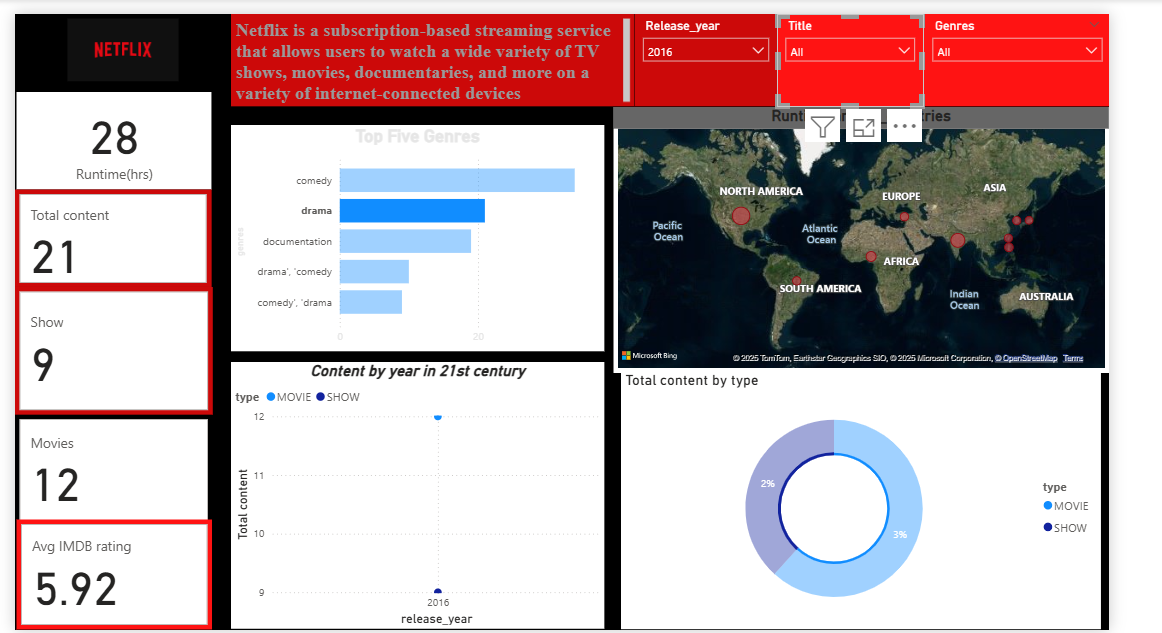 NETFLIX
Netflix is a subscription-based streaming service
that allows users to watch a wide variety of TV
shows, movies, documentaries, and more on a
variety of internet-connected devices
Release_year
2016
Title
All
Genres
All
28
Runtime(hrs)
Total content
21
Show
9
Movies
12
Avg IMDB rating
5.92
Top Five Genres
genres
comedy
drama
documentation
drama', 'comedy
comedy', 'drama
0
20
NORTH AMERICA
EUROPE
ASIA
Pacific
Ocean
Atlantic
Ocean
AFRICA
SOUTH AMERICA
Indian
Ocean
AUSTRALIA
Microsoft Bing
© 2025 TomTom, Earthstar Geographics SIO, © 2025 Microsoft Corporation, © OpenStreetMap Terms
Content by year in 21st century
type
MOVIE
SHOW
Total content
12
11
10
9
2016
release_year
Total content by type
2%
3%
type
MOVIE
SHOW